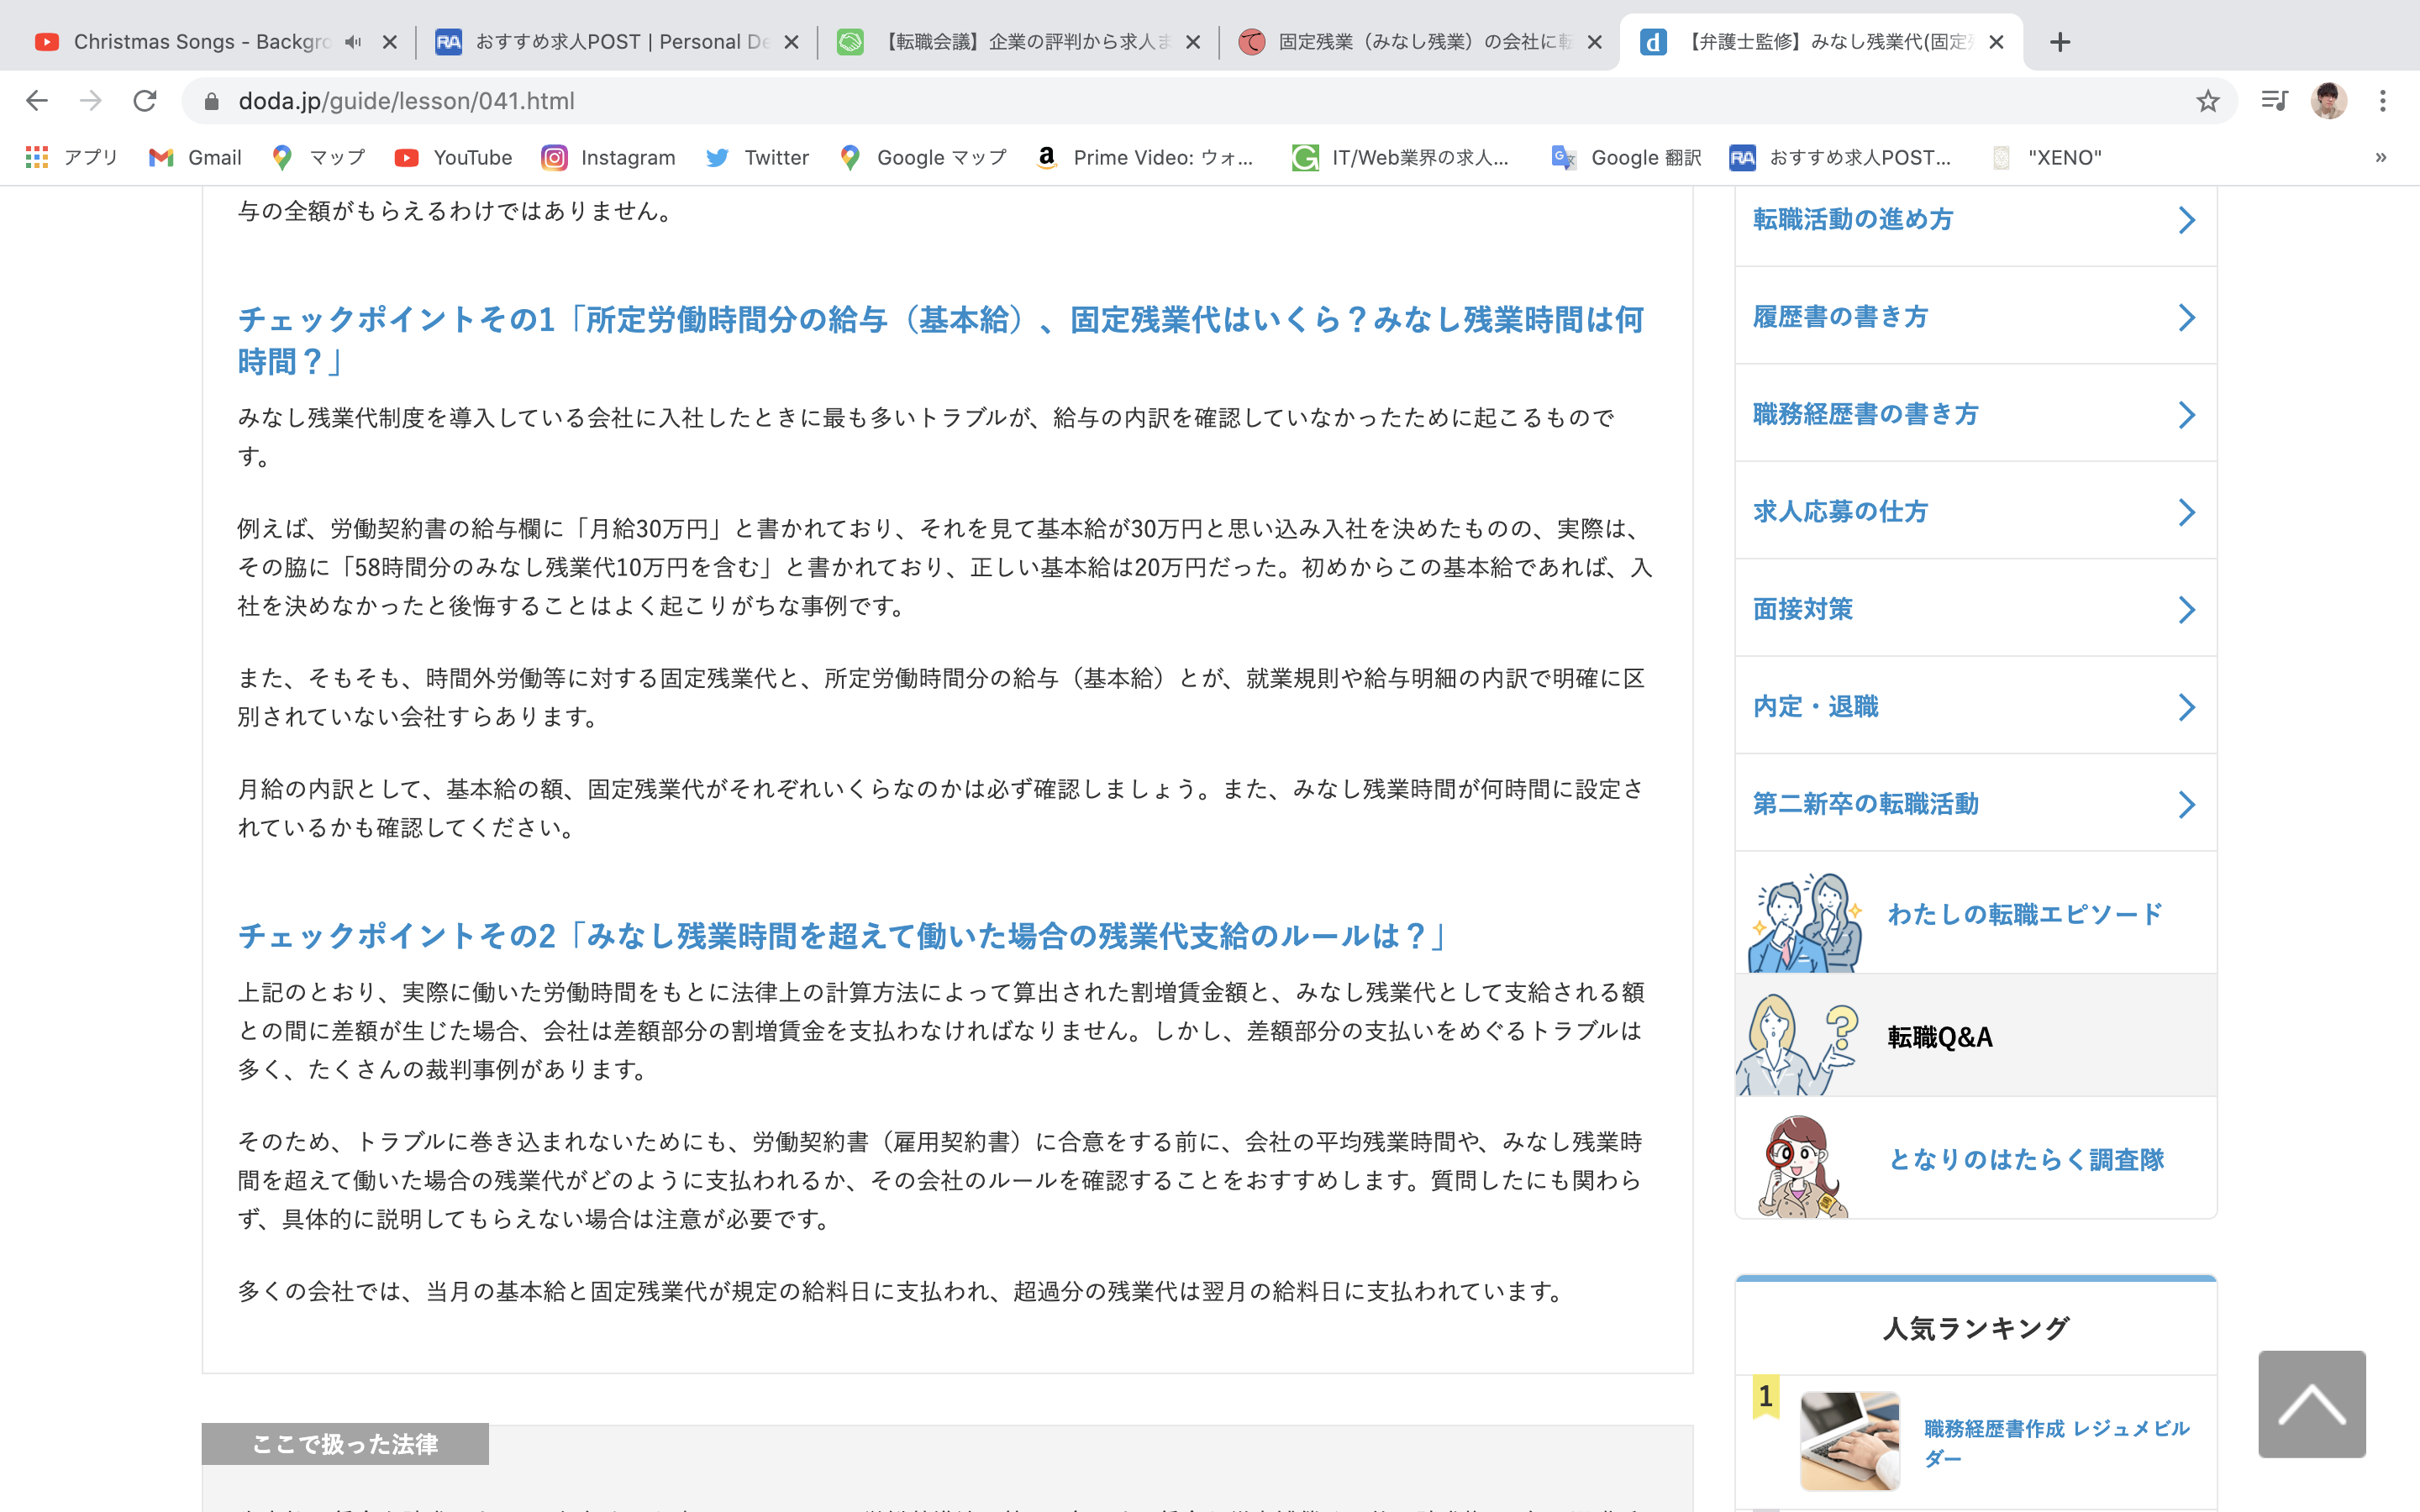 Christmas Songs - Backgro
おすすめ求人POST | Personal De
【転職会議】企業の評判から求人ま
固定残業（みなし残業）の会社に転
【弁護士監修】みなし残業代(固定
doda.jp/guide/lesson/041.html
アプリ
Gmail
マップ
YouTube
Instagram
Twitter
Google マップ
Prime Video: ウォ...
IT/Web業界の求人...
Google 翻訳
おすすめ求人POST...
"XENO"
»
与の全額がもらえるわけではありません。
チェックポイントその1「所定労働時間分の給与（基本給）、固定残業代はいくら？みなし残業時間は何
時間？」
みなし残業代制度を導入している会社に入社したときに最も多いトラブルが、給与の内訳を確認していなかったために起こるもので
す。
例えば、労働契約書の給与欄に「月給30万円」と書かれており、それを見て基本給が30万円と思い込み入社を決めたものの、実際は、
その脇に「58時間分のみなし残業代10万円を含む」と書かれており、正しい基本給は20万円だった。初めからこの基本給であれば、入
社を決めなかったと後悔することはよく起こりがちな事例です。
また、そもそも、時間外労働等に対する固定残業代と、所定労働時間分の給与（基本給）とが、就業規則や給与明細の内訳で明確に区
別されていない会社すらあります。
月給の内訳として、基本給の額、固定残業代がそれぞれいくらなのかは必ず確認しましょう。また、みなし残業時間が何時間に設定さ
れているかも確認してください。
チェックポイントその2「みなし残業時間を超えて働いた場合の残業代支給のルールは？」
上記のとおり、実際に働いた労働時間をもとに法律上の計算方法によって算出された割増賃金額と、みなし残業代として支給される額
との間に差額が生じた場合、会社は差額部分の割増賃金を支払わなければなりません。しかし、差額部分の支払いをめぐるトラブルは
多く、たくさんの裁判事例があります。
そのため、トラブルに巻き込まれないためにも、労働契約書（雇用契約書）に合意をする前に、会社の平均残業時間や、みなし残業時
間を超えて働いた場合の残業代がどのように支払われるか、その会社のルールを確認することをおすすめします。質問したにも関わら
ず、具体的に説明してもらえない場合は注意が必要です。
多くの会社では、当月の基本給と固定残業代が規定の給料日に支払われ、超過分の残業代は翌月の給料日に支払われています。
ここで扱った法律
転職活動の進め方
履歴書の書き方
職務経歴書の書き方
求人応募の仕方
面接対策
内定・退職
第二新卒の転職活動
わたしの転職エピソード
転職Q&A
となりのはたらく調査隊
人気ランキング
1
職務経歴書作成 レジュメビル
ダー